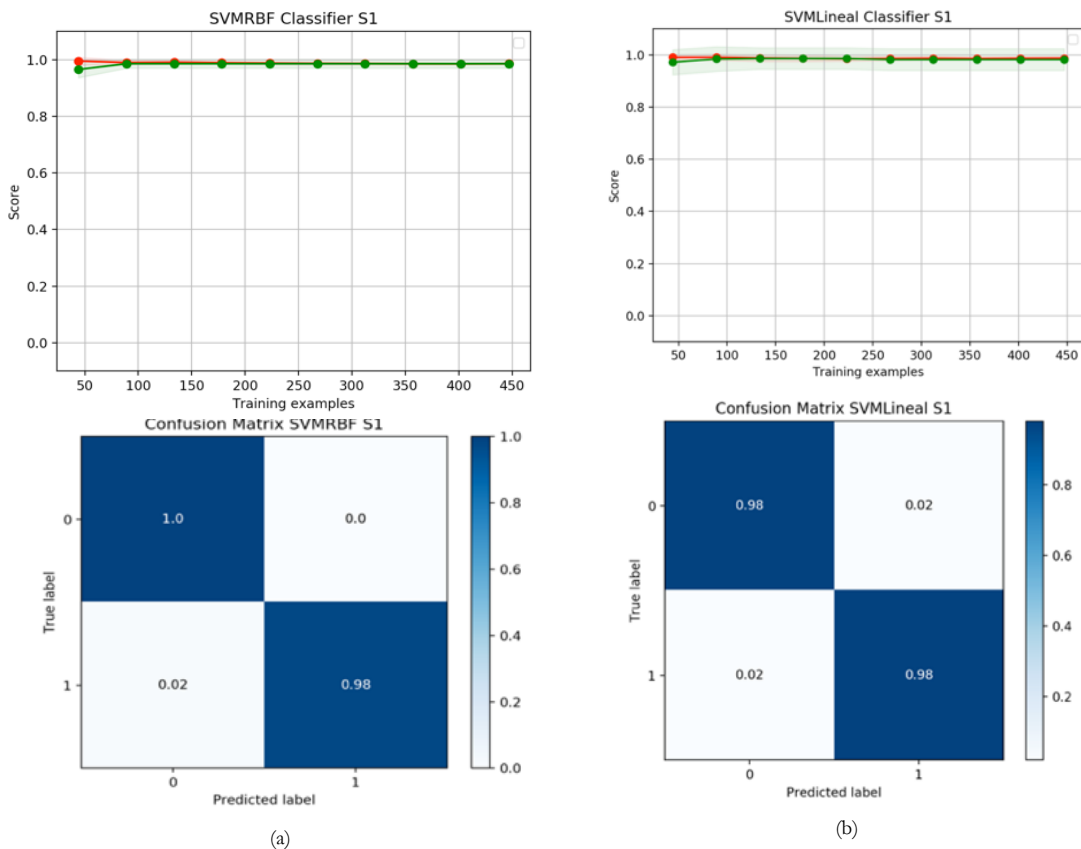 SVMRBF Classifier S1
1.0
0.8
0.6
0.4
0.2
0.0
Score
50 100 150 200 250 300 350 400 450
Training examples
Confusion Matrix SVMRBF S1
0
1
True label
1.0 0.0
0.02 0.98
0 1
Predicted label
1.0
0.8
0.6
0.4
0.2
0.0
(a)
SVMLineal Classifier S1
1.0
0.8
0.6
0.4
0.2
0.0
Score
50 100 150 200 250 300 350 400 450
Training examples
Confusion Matrix SVMLineal S1
0
1
True label
0.98 0.02
0.02 0.98
0 1
Predicted label
0.8
0.6
0.4
0.2
(b)